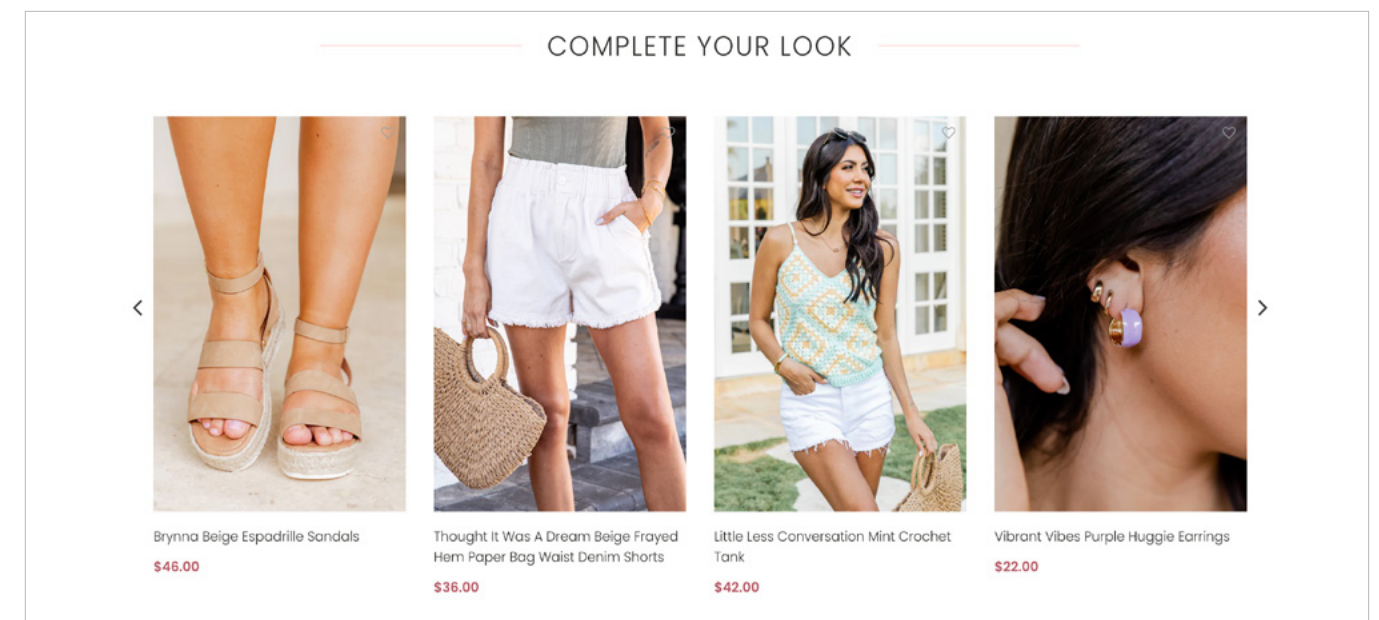 COMPLETE YOUR LOOK
Brynna Beige Espadrille Sandals
$46.00
Thought It Was A Dream Beige Frayed
Hem Paper Bag Waist Denim Shorts
$36.00
Little Less Conversation Mint Crochet
Tank
$42.00
Vibrant Vibes Purple Huggie Earrings
$22.00